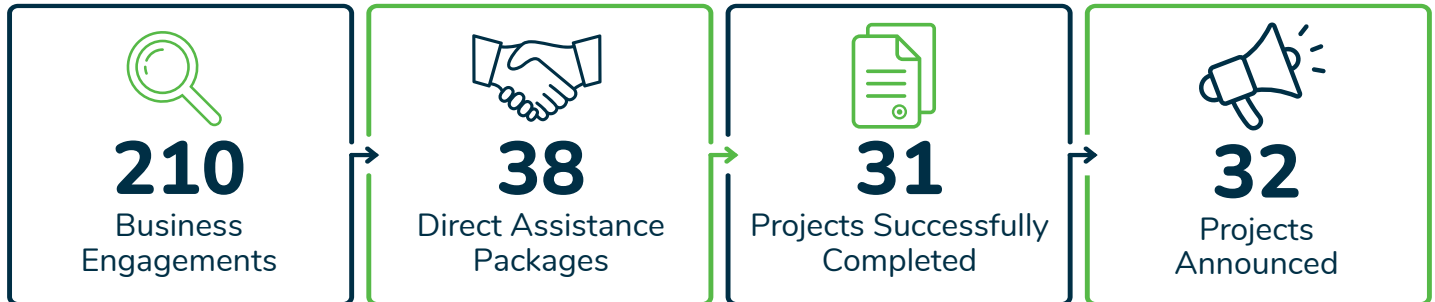 210
Business
Engagements
38
Direct Assistance
Packages
31
Projects Successfully
Completed
32
Projects
Announced